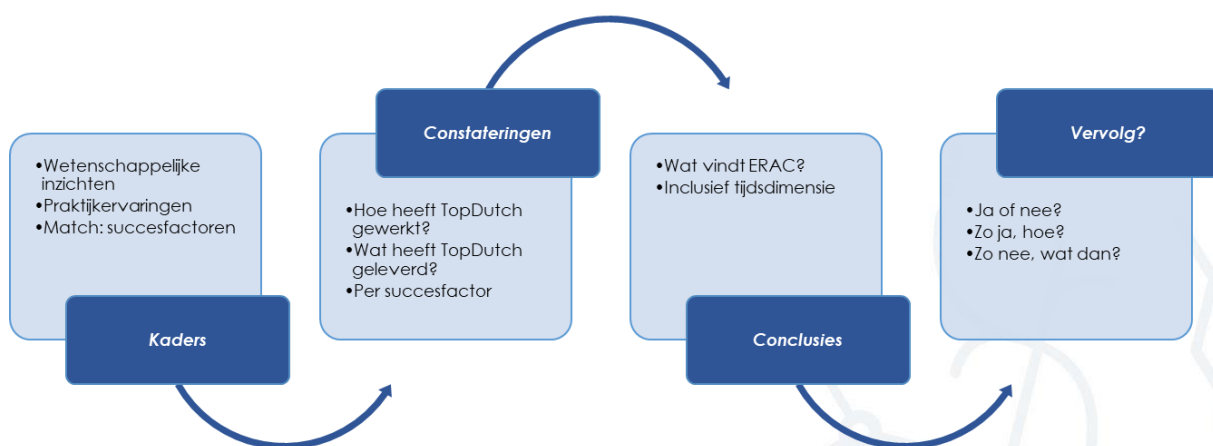 •Wetenschappelijke
inzichten
•Praktijkervaringen
•Match: succesfactoren
Kaders
Constateringen
•Hoe heeft TopDutch
gewerkt?
•Wat heeft TopDutch
geleverd?
•Per succesfactor
•Wat vindt ERAC?
•Inclusief tijdsdimensie
Conclusies
Vervolg?
•Ja of nee?
•Zo ja, hoe?
•Zo nee, wat dan?